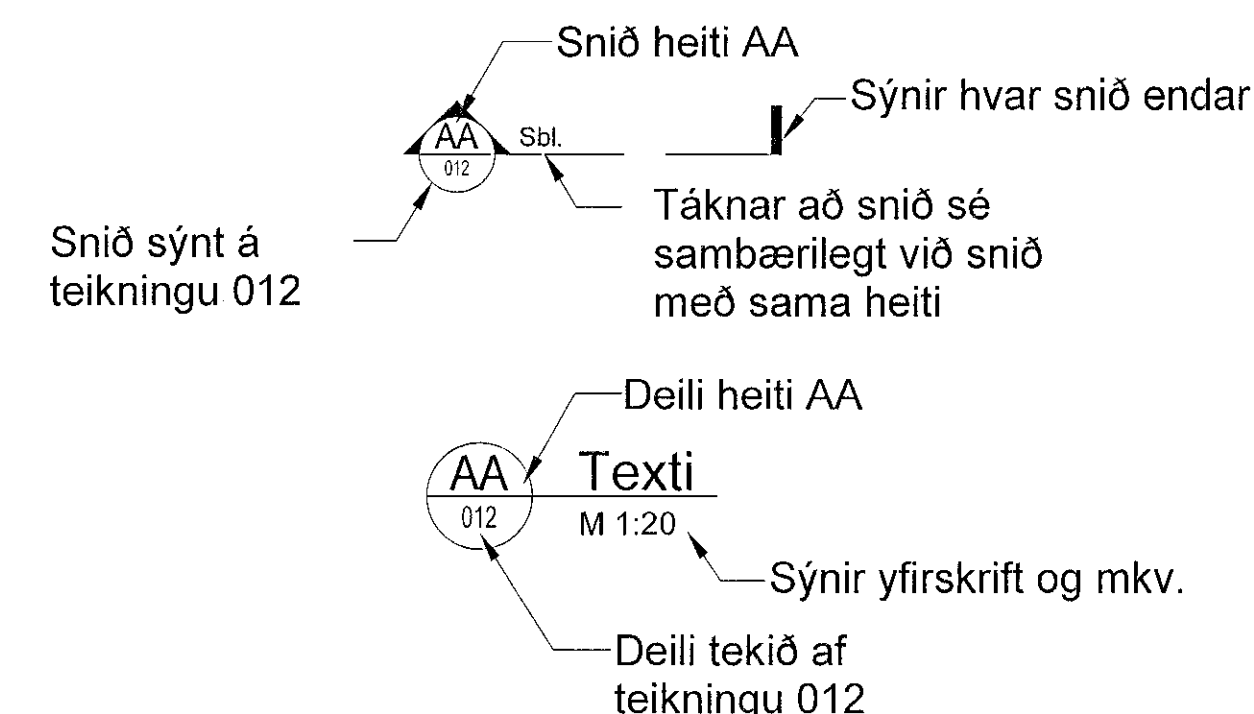 Snið heiti AA
Sýnir hvar snið endar
AA
Sbl.
012
Táknar að snið sé
sambærilegt við snið
með sama heiti
Snið sýnt á
teikningu 012
Deili heiti AA
AA
Texti
012
M 1:20
Sýnir yfirskrift og mkv.
Deili tekið af
teikningu 012